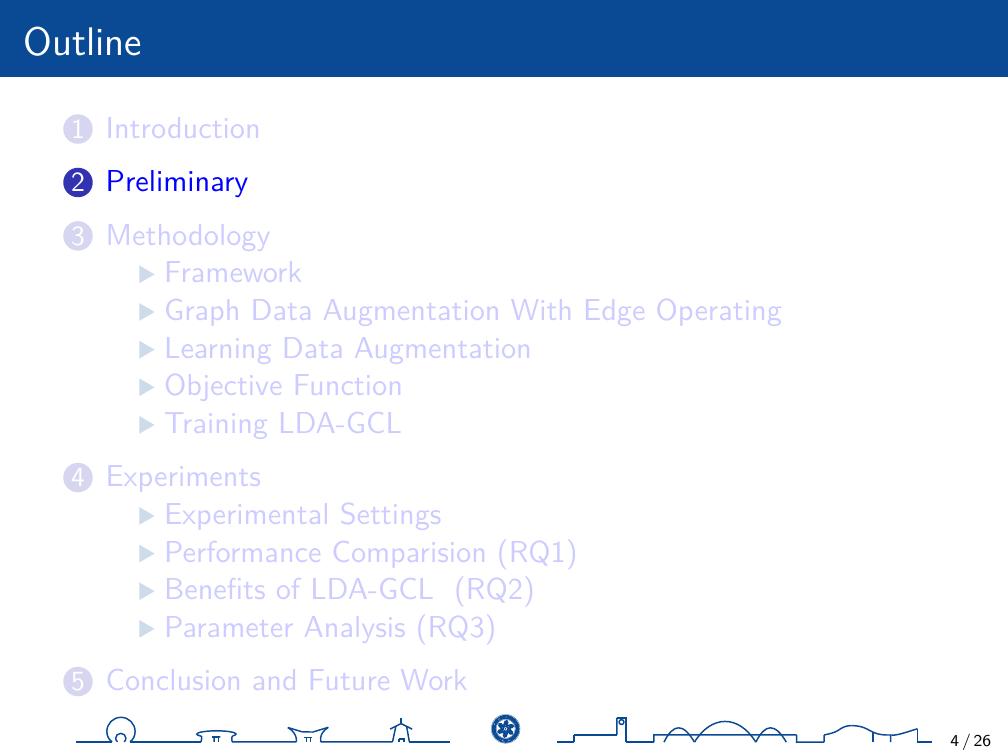 Outline
1 Introduction
2 Preliminary
3 Methodology
▶ Framework
▶ Graph Data Augmentation With Edge Operating
▶ Learning Data Augmentation
▶ Objective Function
▶ Training LDA-GCL
4 Experiments
▶ Experimental Settings
▶ Performance Comparision (RQ1)
▶ Benefits of LDA-GCL (RQ2)
▶ Parameter Analysis (RQ3)
5 Conclusion and Future Work
4 / 26